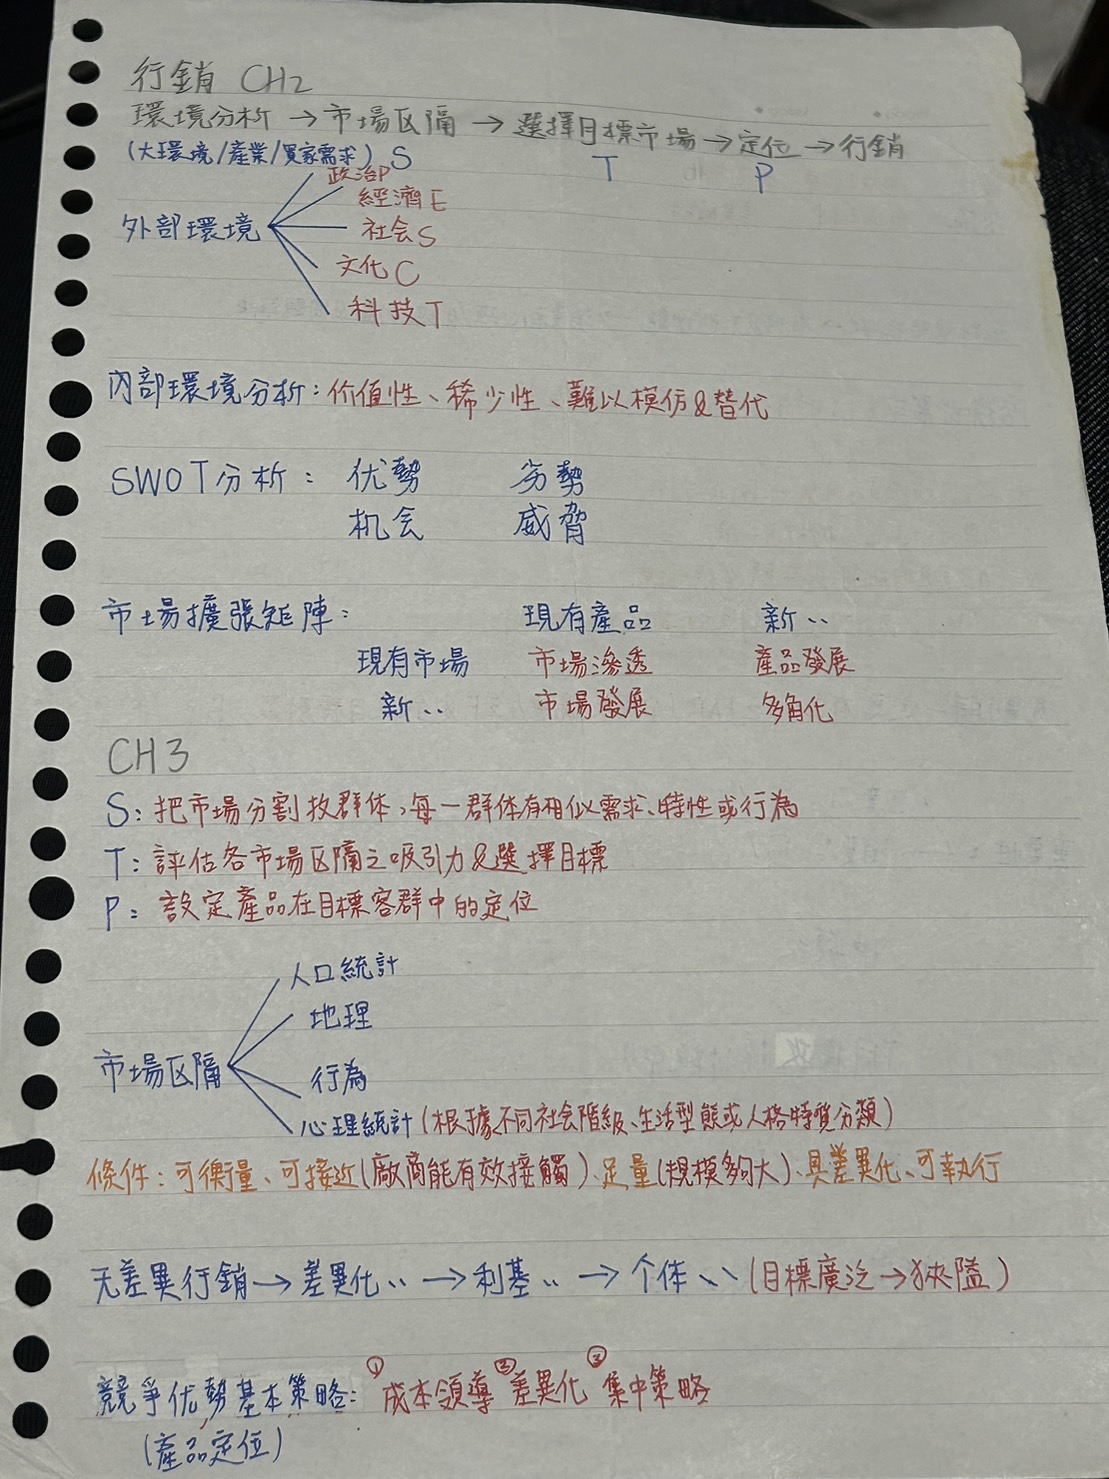 行銷 CH2
環境分析→市場区隔→選擇目標市場→定位→行銷
(大環境/產業/買家需求) S T P
政治P
經濟E
外部環境 社会S
文化C
科技T
內部環境分析:价值性、稀少性、難以模仿&替代
SWOT分析: 优勢 劣勢
机会 威脅
市場擴張矩陣: 現有產品 新〃
現有市場 市場滲透 產品發展
新〃 市場發展 多角化
CH3
S:把市場分割成群体,每一群体有相似需求、特性或行為
T:評估各市場区隔之吸引力&選擇目標
P:設定產品在目標客群中的定位
人口統計
地理
市場区隔
行為
心理統計(根據不同社会階級、生活型態或人格特質分類)
條件:可衡量、可接近(廠商能有效接觸)、足量(規模夠大)、具差異化、可執行
无差異行銷→差異化〃→利基〃→个体〃(目標廣泛→狹隘)
競爭优勢基本策略:①成本領導 ②差異化 ③集中策略
(產品定位)